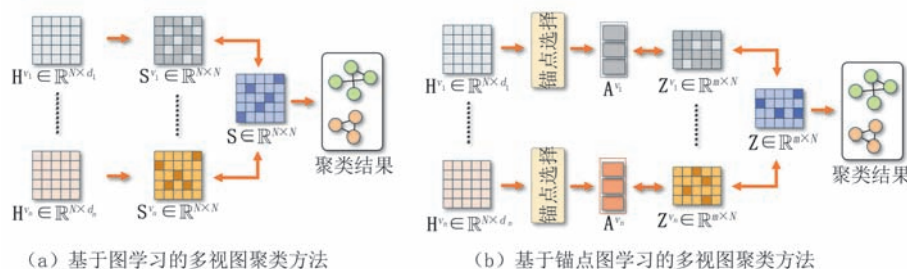 H^{v_1}∈ℝ^{N×d_1}
S^{v_1}∈ℝ^{N×N}
S∈ℝ^{N×N}
聚类结果
H^{v_n}∈ℝ^{N×d_n}
S^{v_n}∈ℝ^{N×N}
(a) 基于图学习的多视图聚类方法
H^{v_1}∈ℝ^{N×d_1}
锚点选择
A^{v_1}
Z^{v_1}∈ℝ^{m×N}
Z∈ℝ^{m×N}
聚类结果
H^{v_n}∈ℝ^{N×d_n}
锚点选择
A^{v_n}
Z^{v_n}∈ℝ^{m×N}
(b) 基于锚点图学习的多视图聚类方法